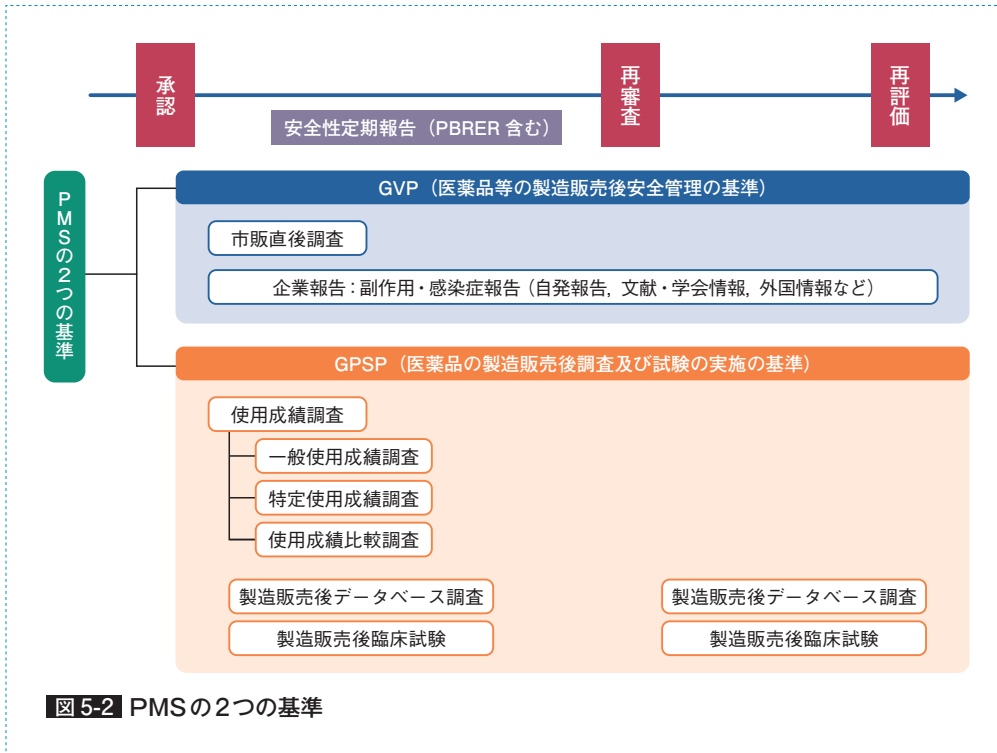 承認
再審査
再評価
安全性定期報告（PBRER 含む）
PMSの2つの基準
GVP（医薬品等の製造販売後安全管理の基準）
市販直後調査
企業報告：副作用・感染症報告（自発報告，文献・学会情報，外国情報など）
GPSP（医薬品の製造販売後調査及び試験の実施の基準）
使用成績調査
一般使用成績調査
特定使用成績調査
使用成績比較調査
製造販売後データベース調査
製造販売後データベース調査
製造販売後臨床試験
製造販売後臨床試験
図 5-2 PMSの2つの基準